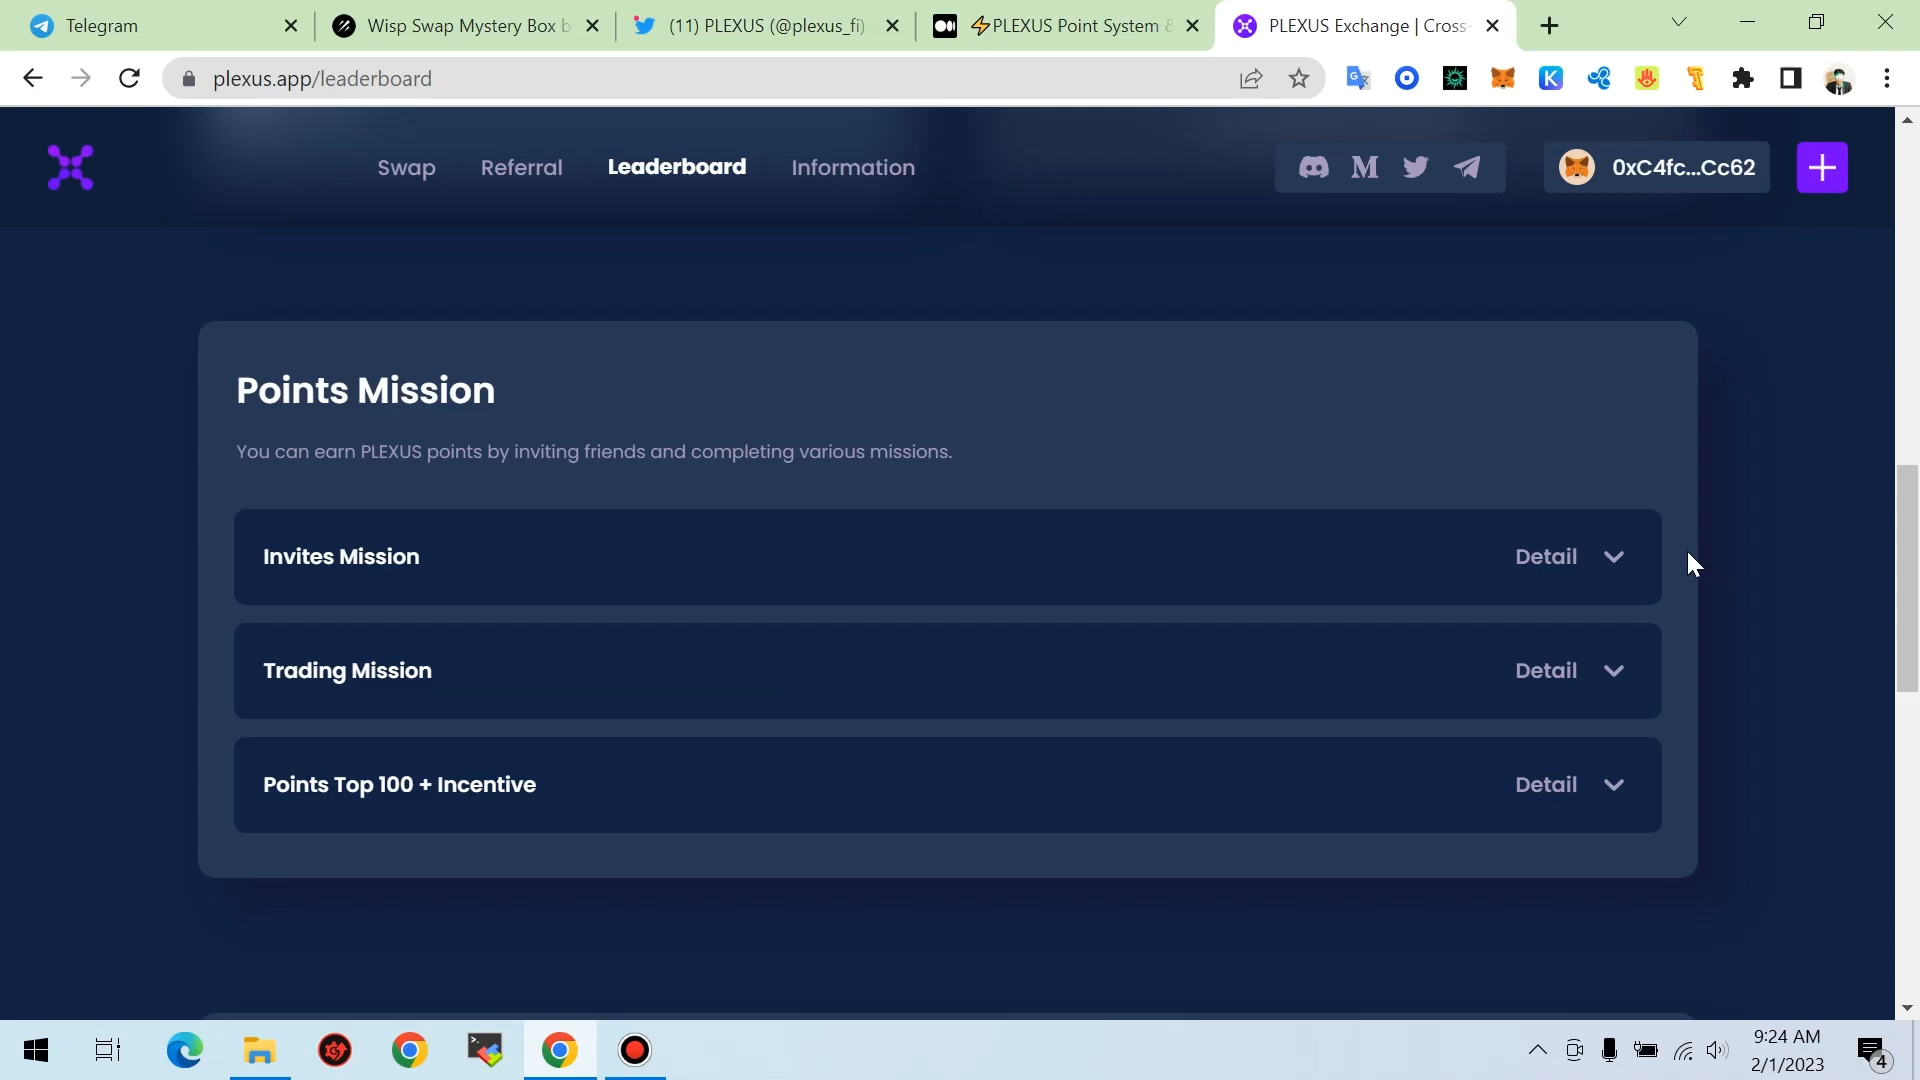 Telegram
Wisp Swap Mystery Box b
(11) PLEXUS (@plexus_fi)
⚡PLEXUS Point System &
PLEXUS Exchange | Cross-
plexus.app/leaderboard
Swap
Referral
Leaderboard
Information
0xC4fc...Cc62
Points Mission
You can earn PLEXUS points by inviting friends and completing various missions.
Invites Mission
Detail
Trading Mission
Detail
Points Top 100 + Incentive
Detail
9:24 AM
2/1/2023
4